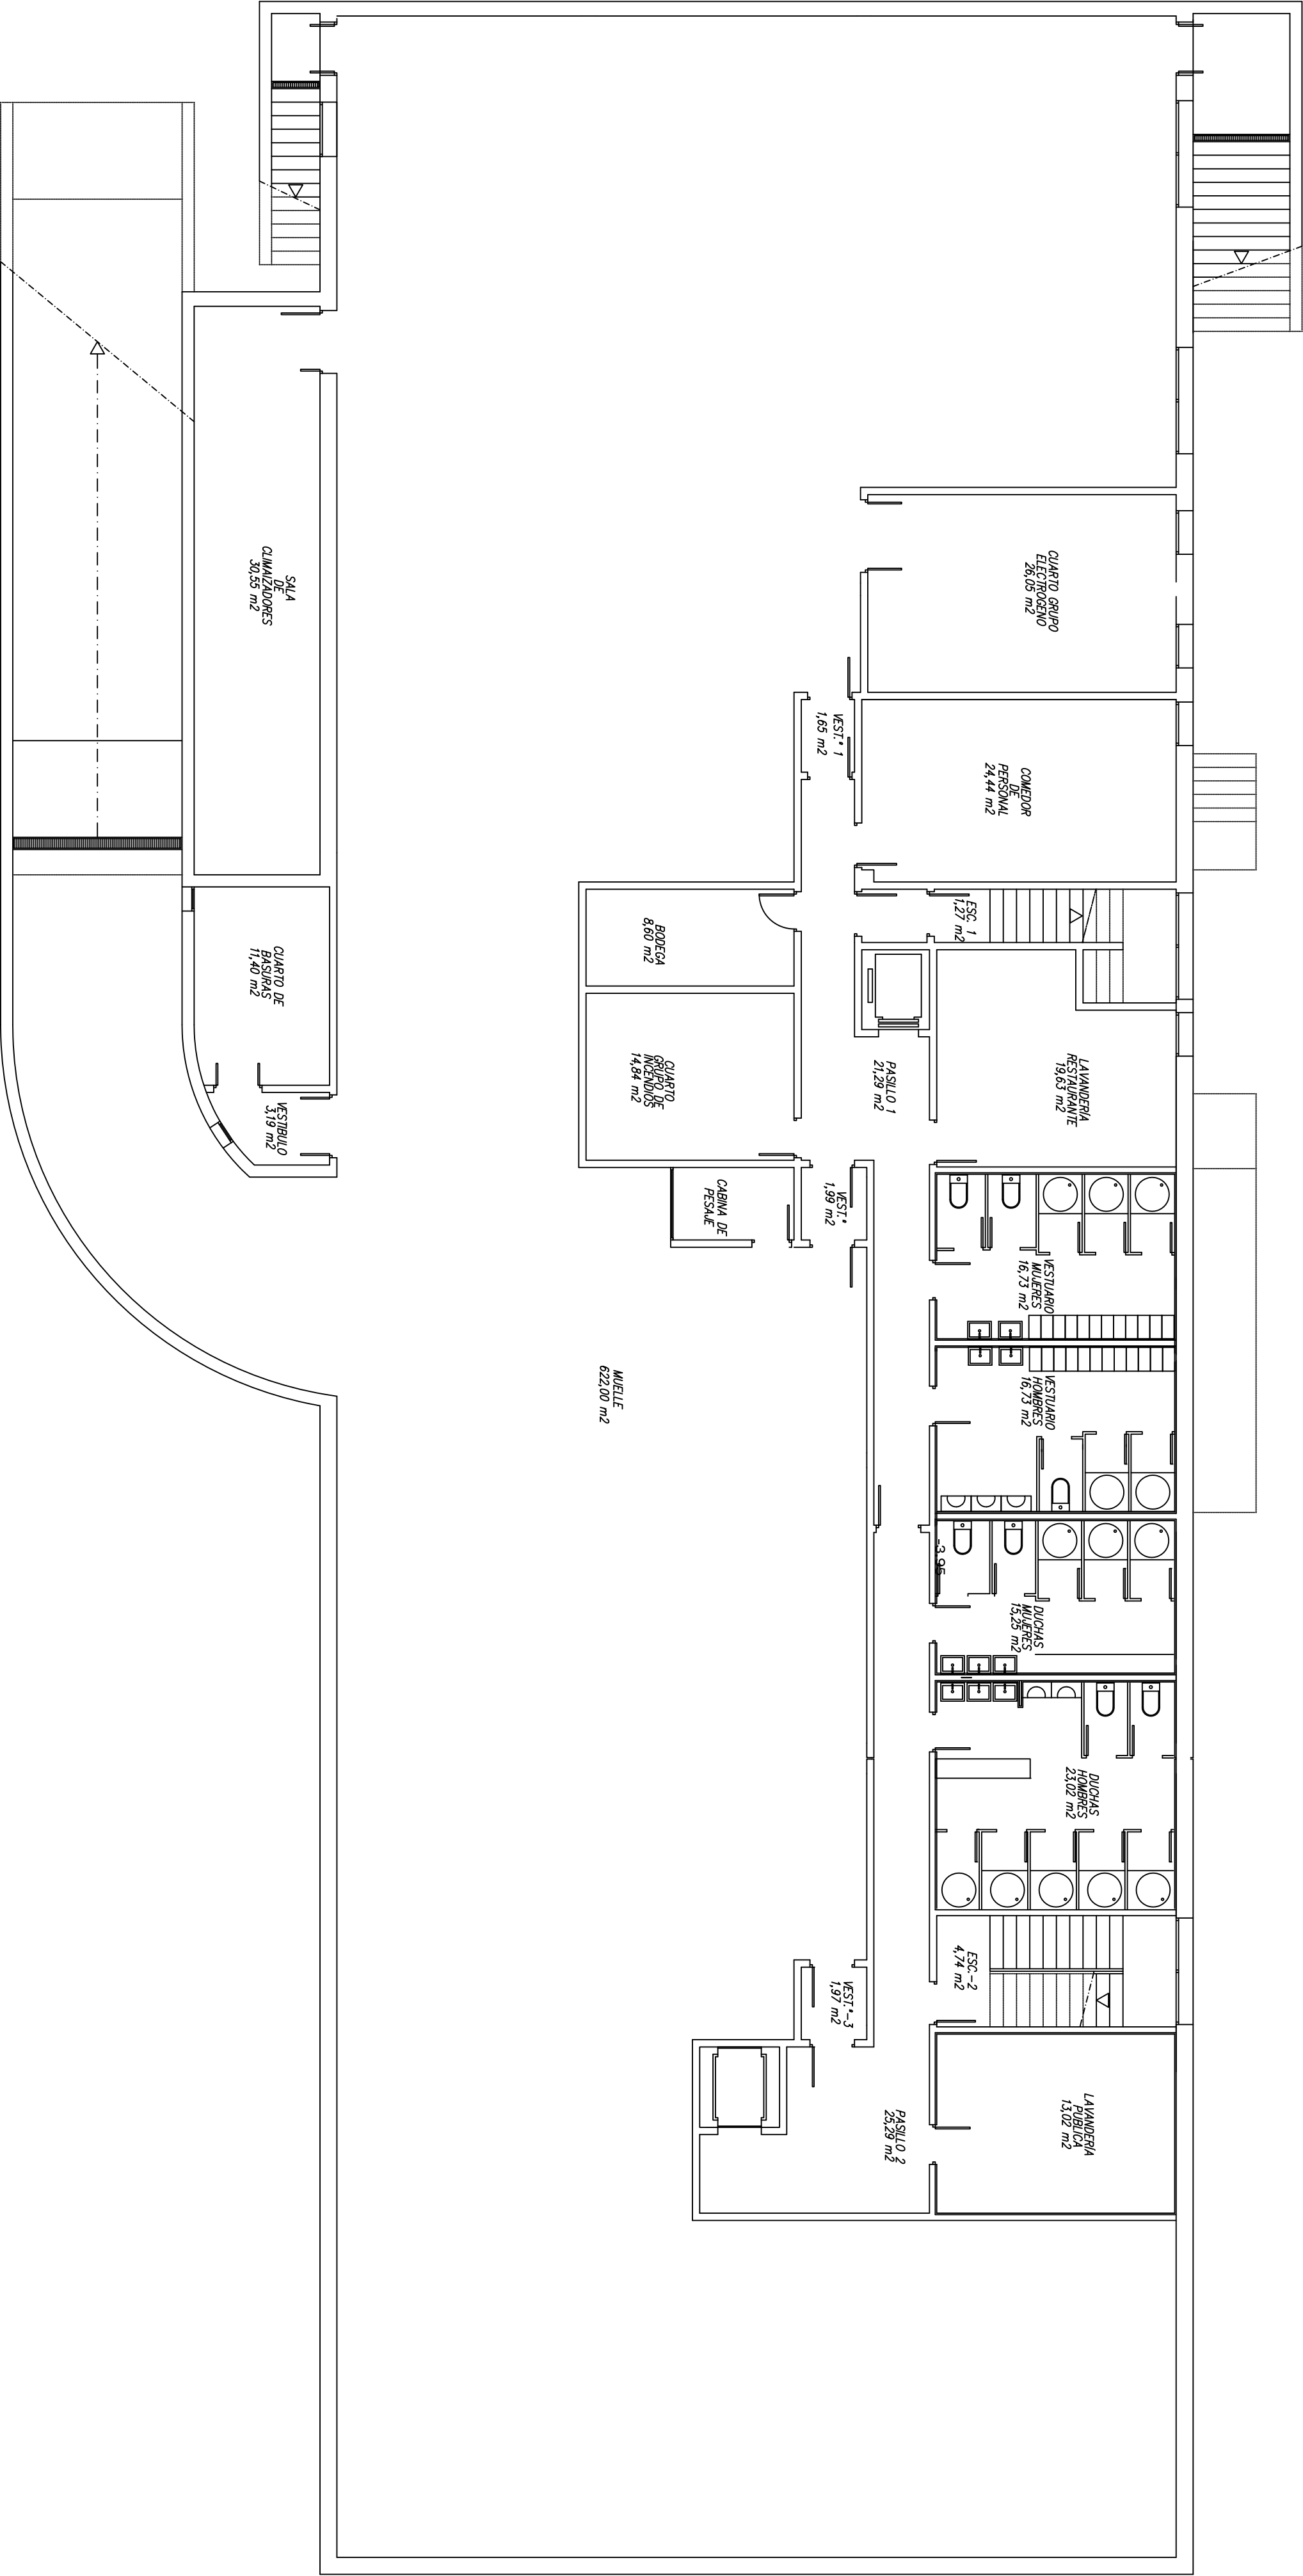 SALA
DE
CLIMAIZADORES
30,55 m2
CUARTO DE
BASURAS
11,40 m2
VESTIBULO
3,19 m2
CUARTO GRUPO
ELECTROGENO
26,05 m2
VEST.ª 1
1,65 m2
COMEDOR
DE
PERSONAL
24,44 m2
ESC. 1
1,27 m2
BODEGA
8,60 m2
CUARTO
GRUPO DE
INCENDIOS
14,84 m2
PASILLO 1
21,29 m2
LAVANDERÍA
RESTAURANTE
19,63 m2
CABINA DE
PESAJE
VEST.ª
1,99 m2
VESTUARIO
MUJERES
16,73 m2
VESTUARIO
HOMBRES
16,73 m2
MUELLE
622,00 m2
-3.95
DUCHAS
MUJERES
15,25 m2
DUCHAS
HOMBRES
23,02 m2
ESC.-2
4,74 m2
VEST.ª-3
1,97 m2
PASILLO 2
25,29 m2
LAVANDERÍA
PUBLICA
13,02 m2